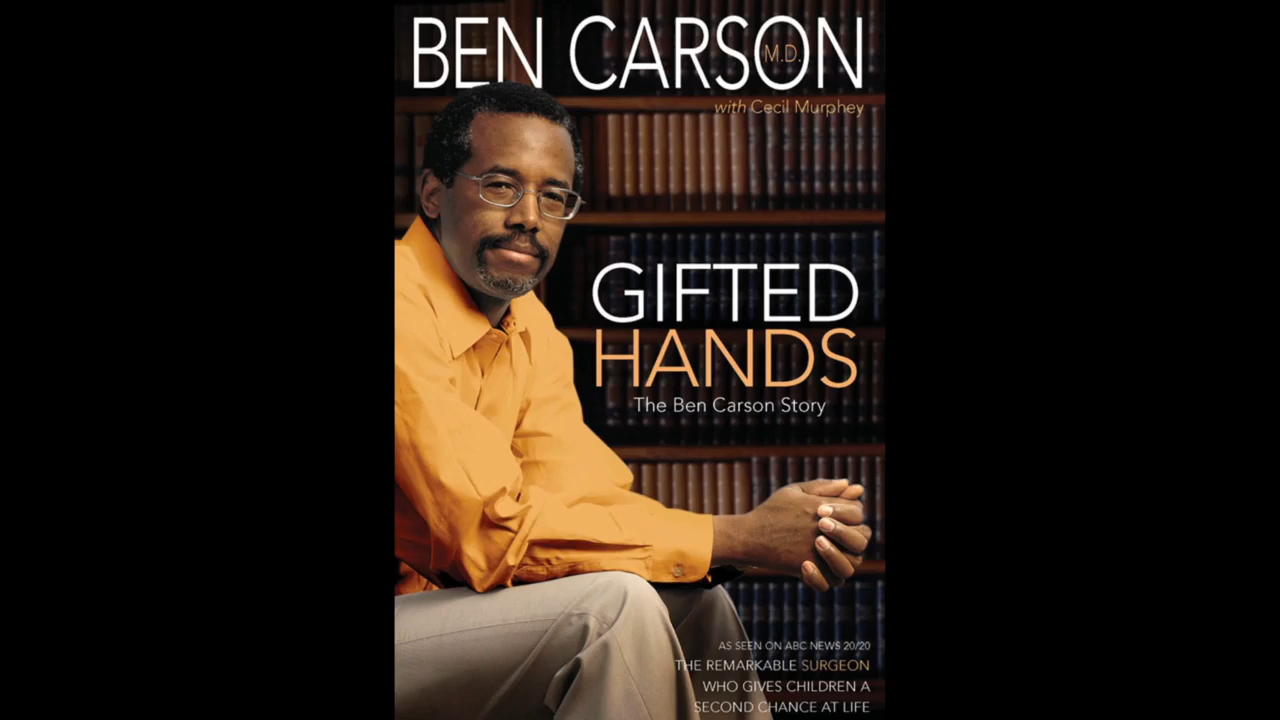 BEN CARSON
M.D.
with Cecil Murphey
GIFTED
HANDS
The Ben Carson Story
AS SEEN ON ABC NEWS 20/20
THE REMARKABLE SURGEON
WHO GIVES CHILDREN A
SECOND CHANCE AT LIFE